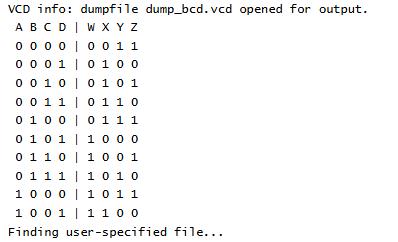 VCD info: dumpfile dump_bcd.vcd opened for output.
A B C D | W X Y Z
0 0 0 0 | 0 0 1 1
0 0 0 1 | 0 1 0 0
0 0 1 0 | 0 1 0 1
0 0 1 1 | 0 1 1 0
0 1 0 0 | 0 1 1 1
0 1 0 1 | 1 0 0 0
0 1 1 0 | 1 0 0 1
0 1 1 1 | 1 0 1 0
1 0 0 0 | 1 0 1 1
1 0 0 1 | 1 1 0 0
Finding user-specified file...